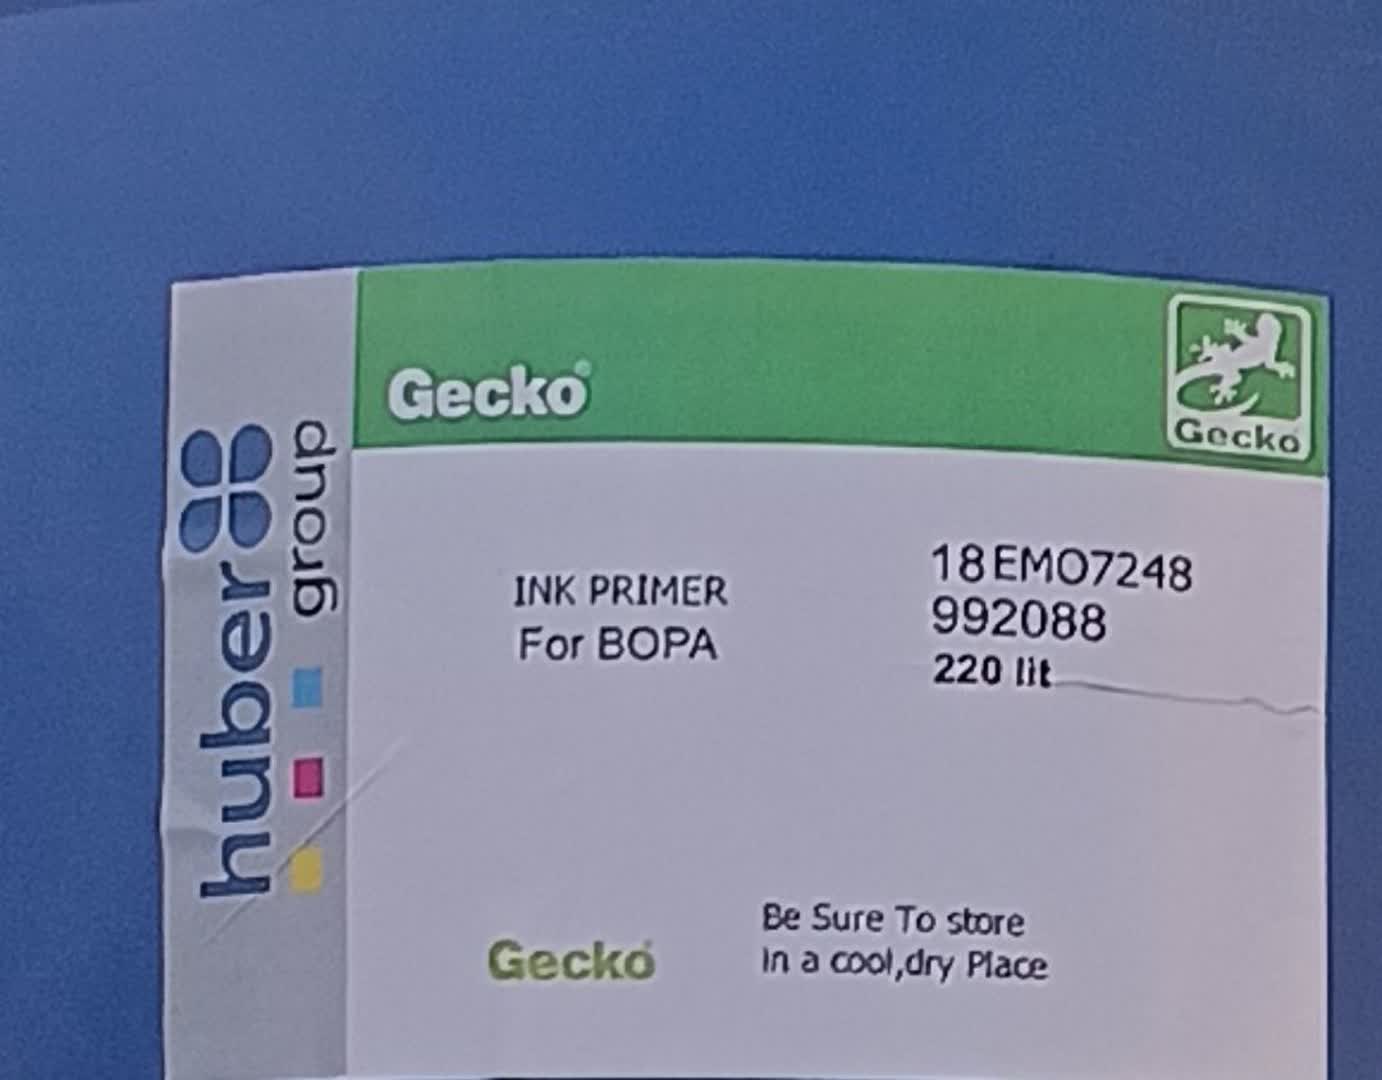 Gecko
Gecko
huber
group
INK PRIMER
For BOPA
18EMO7248
992088
220 lit
Gecko
Be Sure To store
in a cool,dry Place